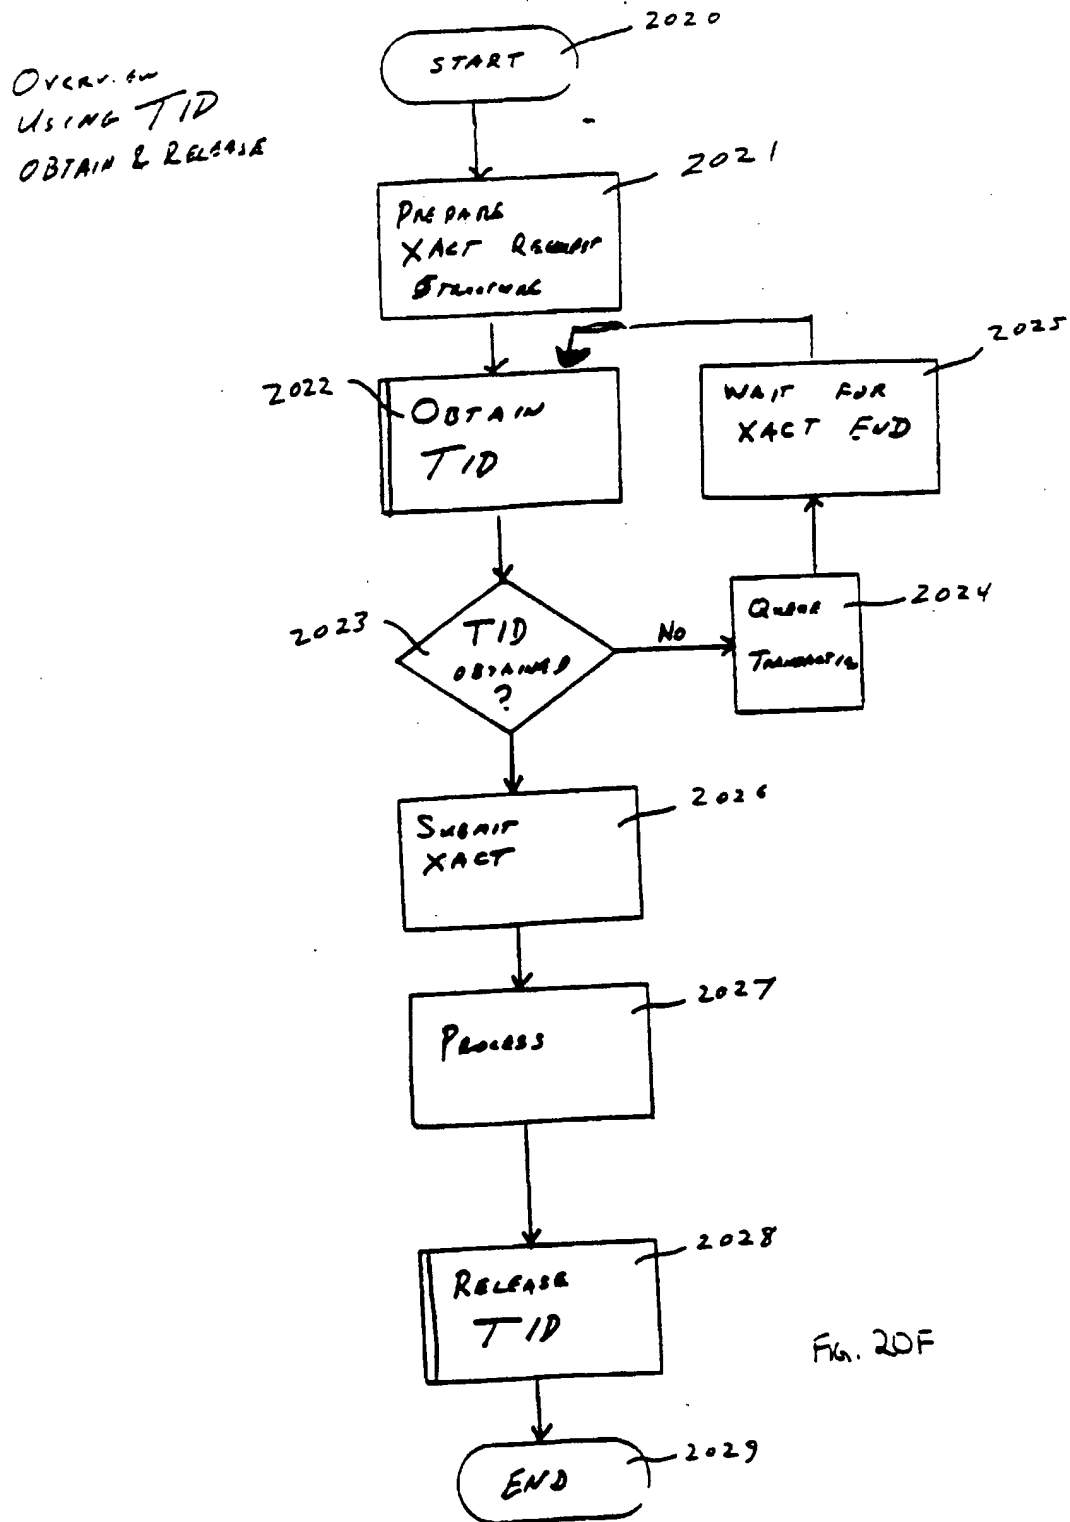 2020
START
OVERVIEW
USING TID
OBTAIN & RELEASE
2021
PREPARE
XACT REQUEST
STRUCTURE
2025
WAIT FOR
XACT END
2022
OBTAIN
TID
2024
QUEUE
TRANSACTION
2023
TID
OBTAINED
?
No
2026
SUBMIT
XACT
2027
PROCESS
2028
RELEASE
TID
FIG. 20F
2029
END